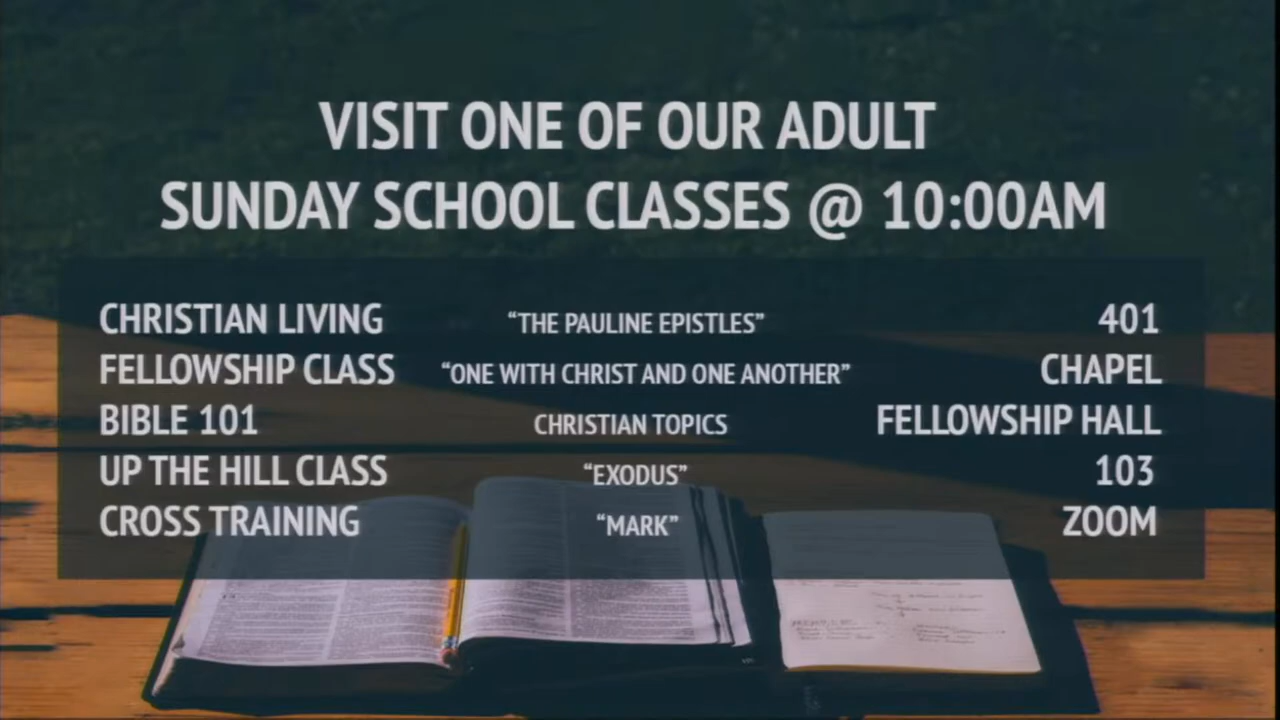 VISIT ONE OF OUR ADULT
SUNDAY SCHOOL CLASSES @ 10:00AM
CHRISTIAN LIVING “THE PAULINE EPISTLES” 401
FELLOWSHIP CLASS “ONE WITH CHRIST AND ONE ANOTHER” CHAPEL
BIBLE 101 CHRISTIAN TOPICS FELLOWSHIP HALL
UP THE HILL CLASS “EXODUS” 103
CROSS TRAINING “MARK” ZOOM